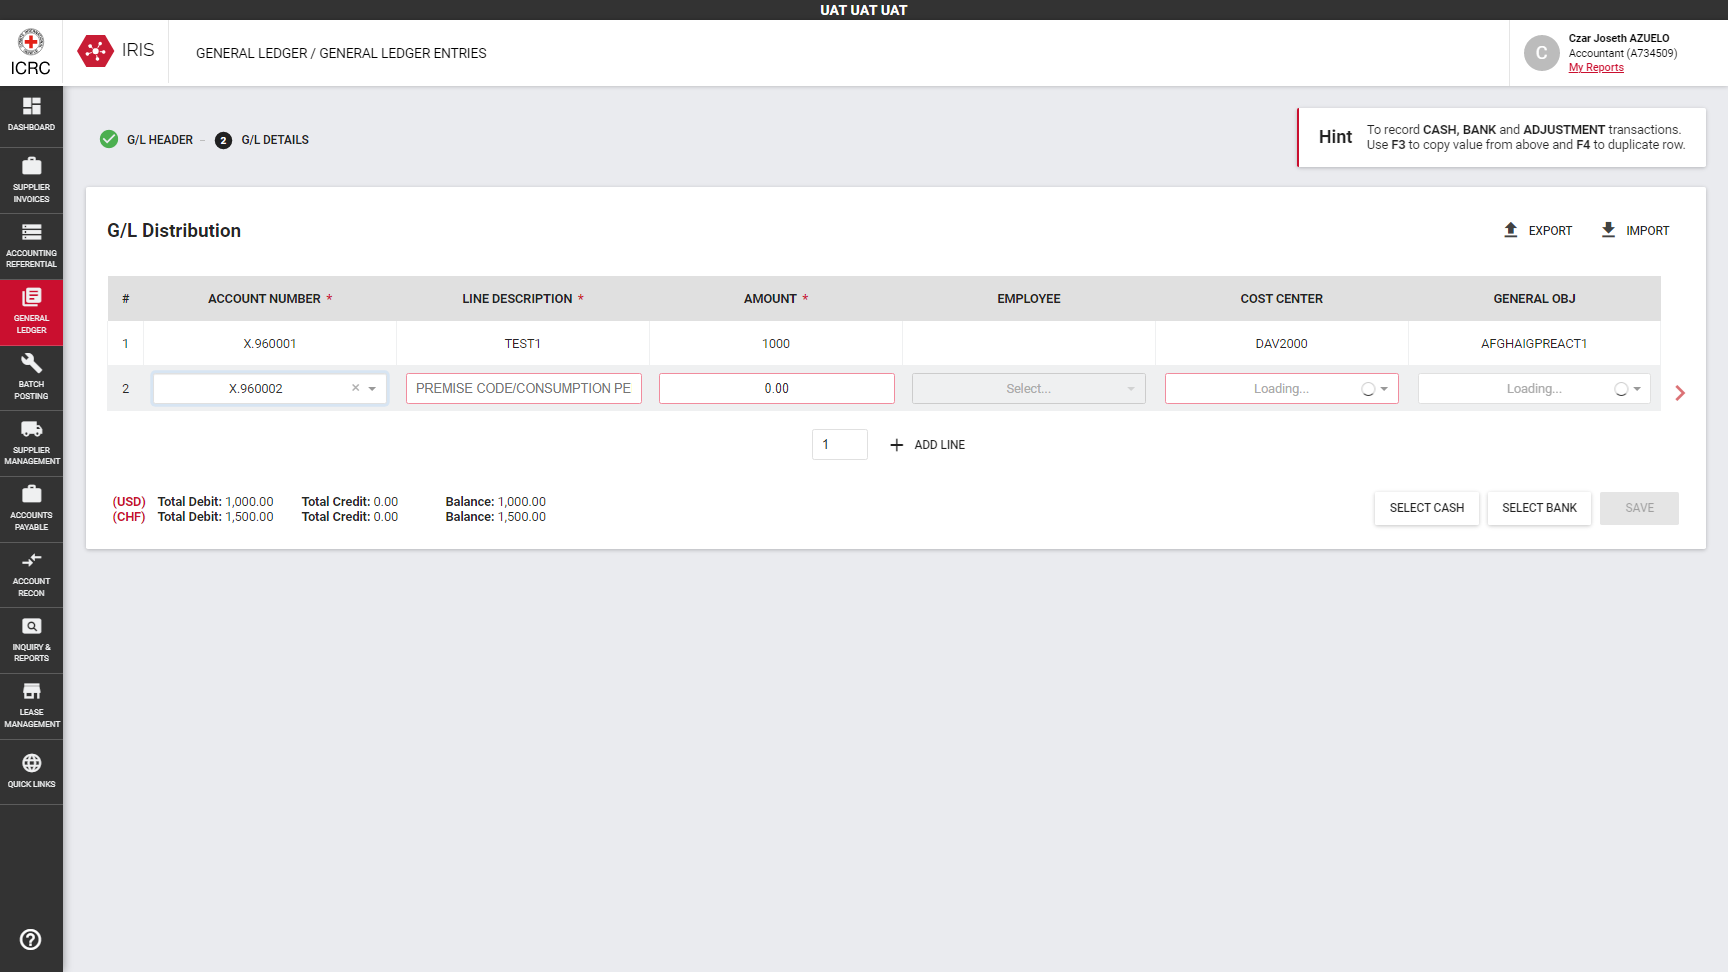 UAT UAT UAT
ICRC
IRIS
GENERAL LEDGER / GENERAL LEDGER ENTRIES
C
Czar Joseth AZUELO
Accountant (A734509)
My Reports
DASHBOARD
SUPPLIER
INVOICES
ACCOUNTING
REFERENTIAL
GENERAL
LEDGER
BATCH
POSTING
SUPPLIER
MANAGEMENT
ACCOUNTS
PAYABLE
ACCOUNT
RECON
INQUIRY &
REPORTS
LEASE
MANAGEMENT
QUICK LINKS
G/L HEADER – 2 G/L DETAILS
Hint
To record CASH, BANK and ADJUSTMENT transactions.
Use F3 to copy value from above and F4 to duplicate row.
G/L Distribution
EXPORT IMPORT
# ACCOUNT NUMBER * LINE DESCRIPTION * AMOUNT * EMPLOYEE COST CENTER GENERAL OBJ
1 X.960001 TEST1 1000 DAV2000 AFGHAIGPREACT1
2 X.960002 × PREMISE CODE/CONSUMPTION PE 0.00 Select... Loading... Loading...
1 + ADD LINE
(USD) Total Debit: 1,000.00 Total Credit: 0.00 Balance: 1,000.00
(CHF) Total Debit: 1,500.00 Total Credit: 0.00 Balance: 1,500.00
SELECT CASH SELECT BANK SAVE